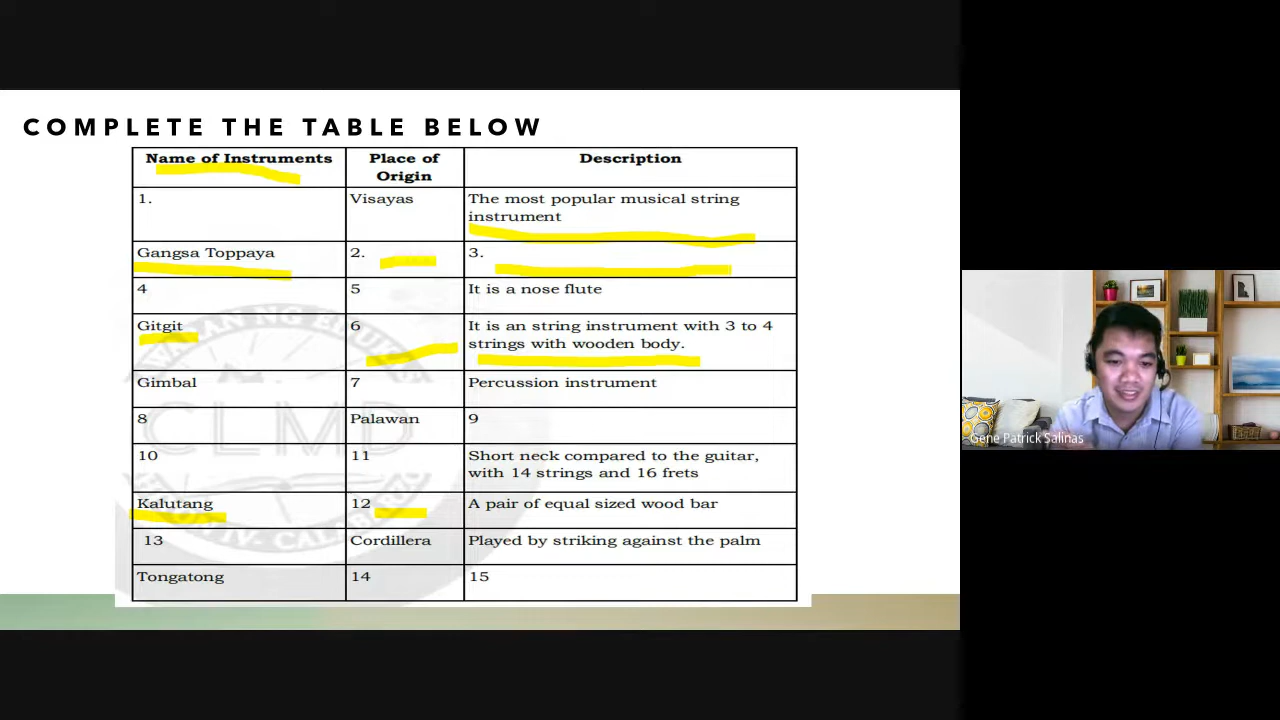 COMPLETE THE TABLE BELOW
Name of Instruments
Place of
Origin
Description
1.
Visayas
The most popular musical string
instrument
Gangsa Toppaya
2.
3.
4
5
It is a nose flute
Gitgit
6
It is an string instrument with 3 to 4
strings with wooden body.
Gimbal
7
Percussion instrument
8
Palawan
9
10
11
Short neck compared to the guitar,
with 14 strings and 16 frets
Kalutang
12
A pair of equal sized wood bar
13
Cordillera
Played by striking against the palm
Tongatong
14
15
CLMD
Gene Patrick Salinas